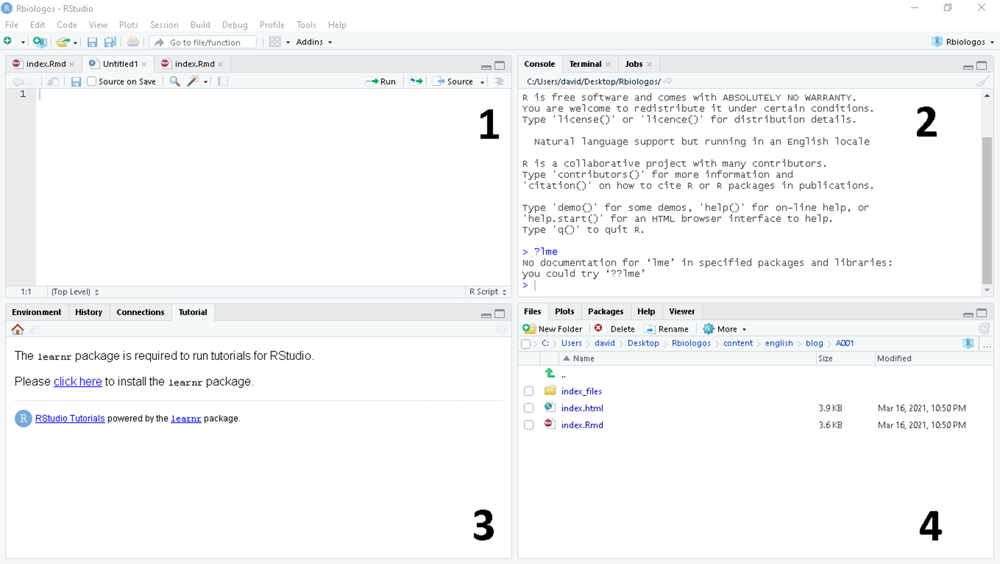 Rbiologos - RStudio
File Edit Code View Plots Session Build Debug Profile Tools Help
Go to file/function Addins Rbiologos
index.Rmd Untitled1 index.Rmd
Source on Save Run Source
1
1
1:1 (Top Level) R Script
Console Terminal Jobs
C:/Users/david/Desktop/Rbiologos/
R is free software and comes with ABSOLUTELY NO WARRANTY.
You are welcome to redistribute it under certain conditions.
Type 'license()' or 'licence()' for distribution details.
2
Natural language support but running in an English locale
R is a collaborative project with many contributors.
Type 'contributors()' for more information and
'citation()' on how to cite R or R packages in publications.
Type 'demo()' for some demos, 'help()' for on-line help, or
'help.start()' for an HTML browser interface to help.
Type 'q()' to quit R.
> ?lme
No documentation for ‘lme’ in specified packages and libraries:
you could try ‘??lme’
>
Environment History Connections Tutorial
The learnr package is required to run tutorials for RStudio.
Please click here to install the learnr package.
R RStudio Tutorials powered by the learnr package.
3
Files Plots Packages Help Viewer
New Folder Delete Rename More
C: Users david Desktop Rbiologos content english blog A001 ...
Name Size Modified
..
index_files
index.html 3.9 KB Mar 16, 2021, 10:50 PM
index.Rmd 3.6 KB Mar 16, 2021, 10:50 PM
4